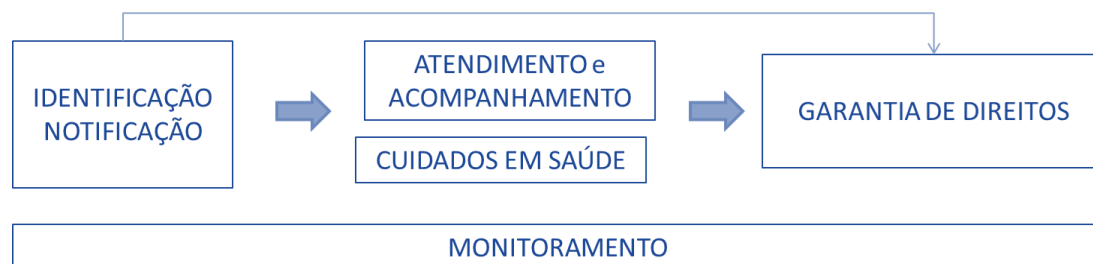 IDENTIFICAÇÃO
NOTIFICAÇÃO
ATENDIMENTO e
ACOMPANHAMENTO
CUIDADOS EM SAÚDE
GARANTIA DE DIREITOS
MONITORAMENTO